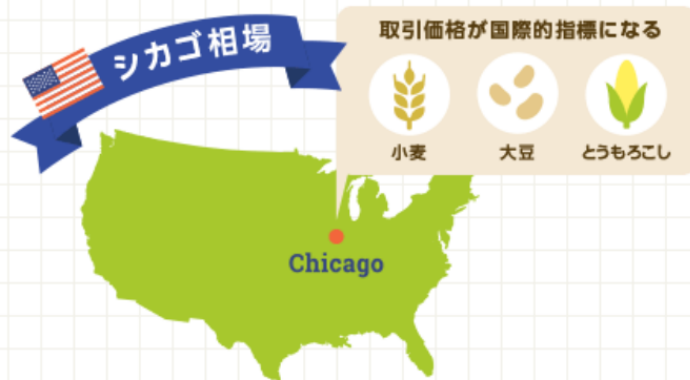 シカゴ相場
取引価格が国際的指標になる
小麦
大豆
とうもろこし
Chicago